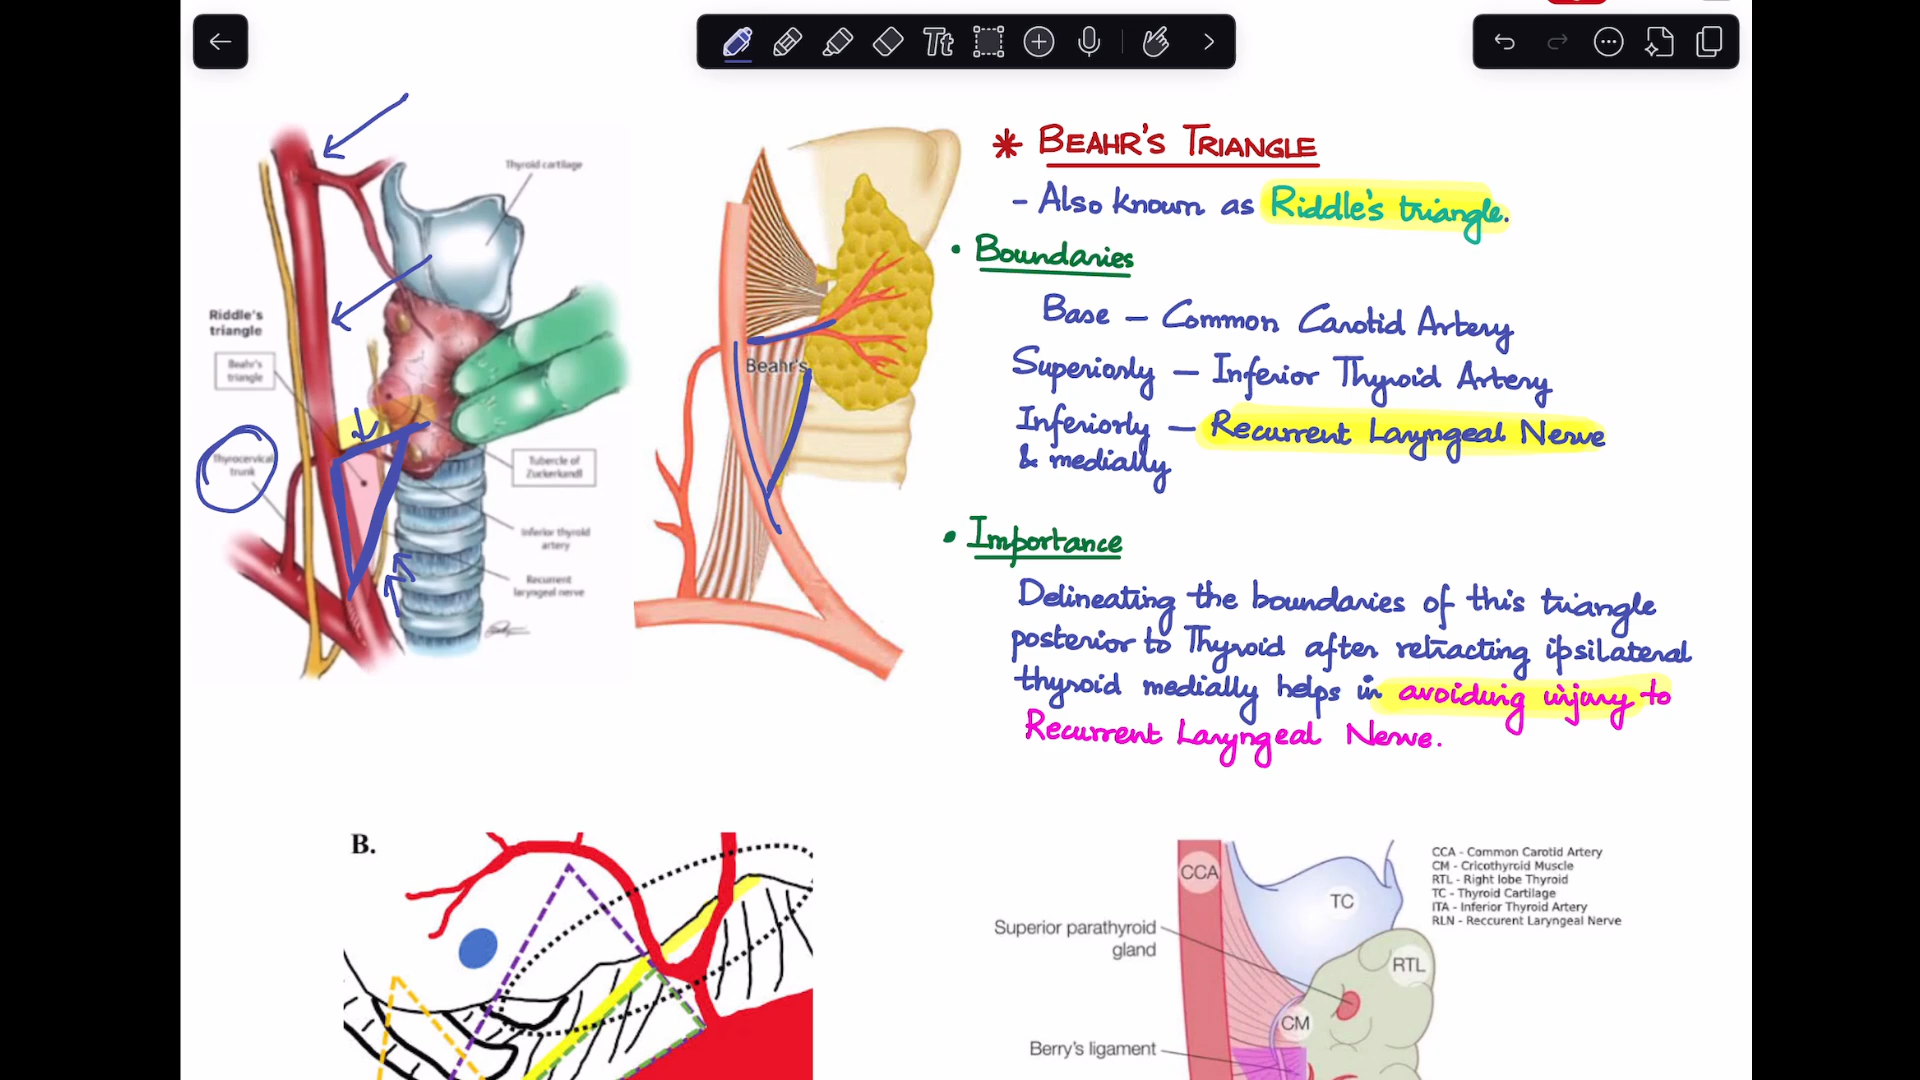 Tt
* BEAHR'S TRIANGLE
- Also known as Riddle's triangle.
• Boundaries
Base – Common Carotid Artery
Superiorly – Inferior Thyroid Artery
Inferiorly – Recurrent Laryngeal Nerve
& medially
• Importance
Delineating the boundaries of this triangle
posterior to Thyroid after retracting ipsilateral
thyroid medially helps in avoiding injury to
Recurrent Laryngeal Nerve.
Thyroid cartilage
Riddle's
triangle
Beahr's
triangle
Thyrocervical
trunk
Tubercle of
Zuckerkandl
Inferior thyroid
artery
Recurrent
laryngeal nerve
Beahr's
B.
CCA
TC
RTL
CM
Superior parathyroid
gland
Berry's ligament
CCA - Common Carotid Artery
CM - Cricothyroid Muscle
RTL - Right lobe Thyroid
TC - Thyroid Cartilage
ITA - Inferior Thyroid Artery
RLN - Reccurent Laryngeal Nerve